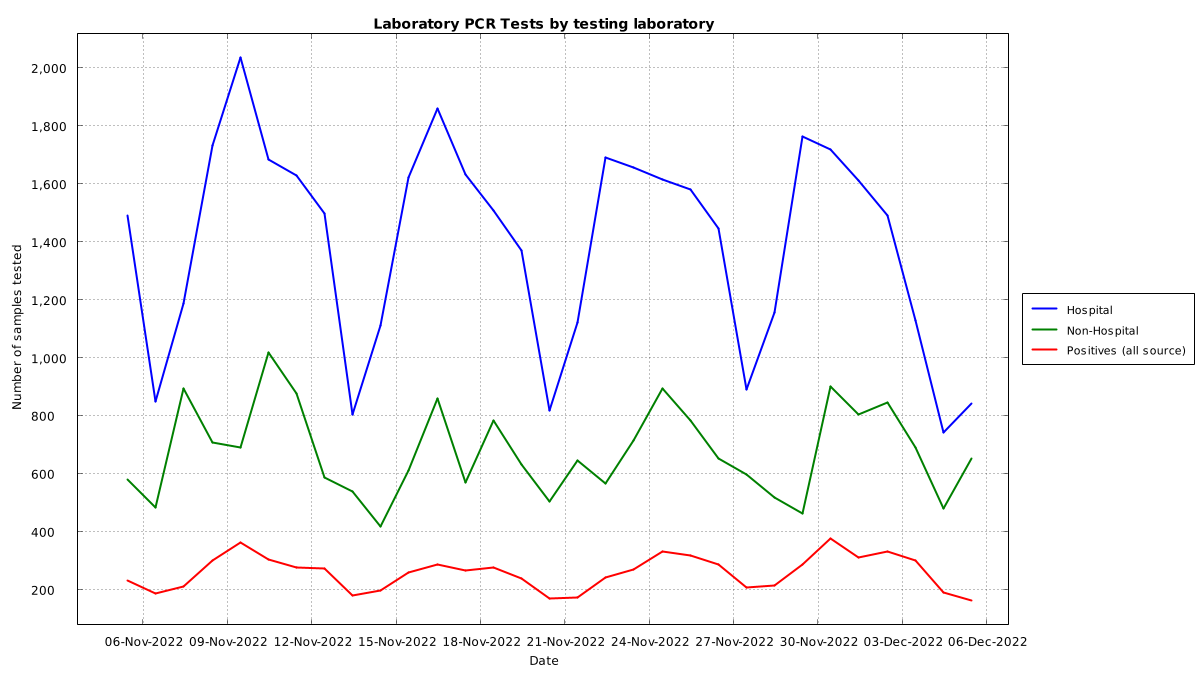 Laboratory PCR Tests by testing laboratory
2,000
1,800
1,600
1,400
1,200
1,000
800
600
400
200
Number of samples tested
06-Nov-2022 09-Nov-2022 12-Nov-2022 15-Nov-2022 18-Nov-2022 21-Nov-2022 24-Nov-2022 27-Nov-2022 30-Nov-2022 03-Dec-2022 06-Dec-2022
Date
Hospital
Non-Hospital
Positives (all source)